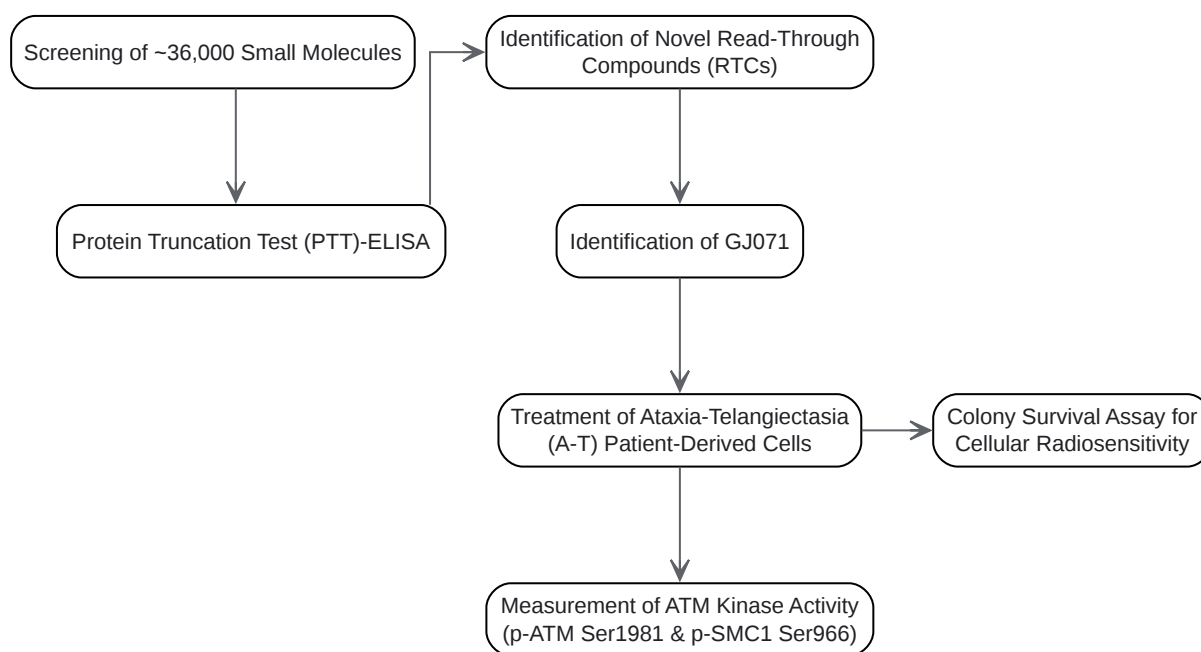 Screening of ~36,000 Small Molecules
Identification of Novel Read-Through
Compounds (RTCs)
Protein Truncation Test (PTT)-ELISA
Identification of GJ071
Treatment of Ataxia-Telangiectasia
(A-T) Patient-Derived Cells
Colony Survival Assay for
Cellular Radiosensitivity
Measurement of ATM Kinase Activity
(p-ATM Ser1981 & p-SMC1 Ser966)